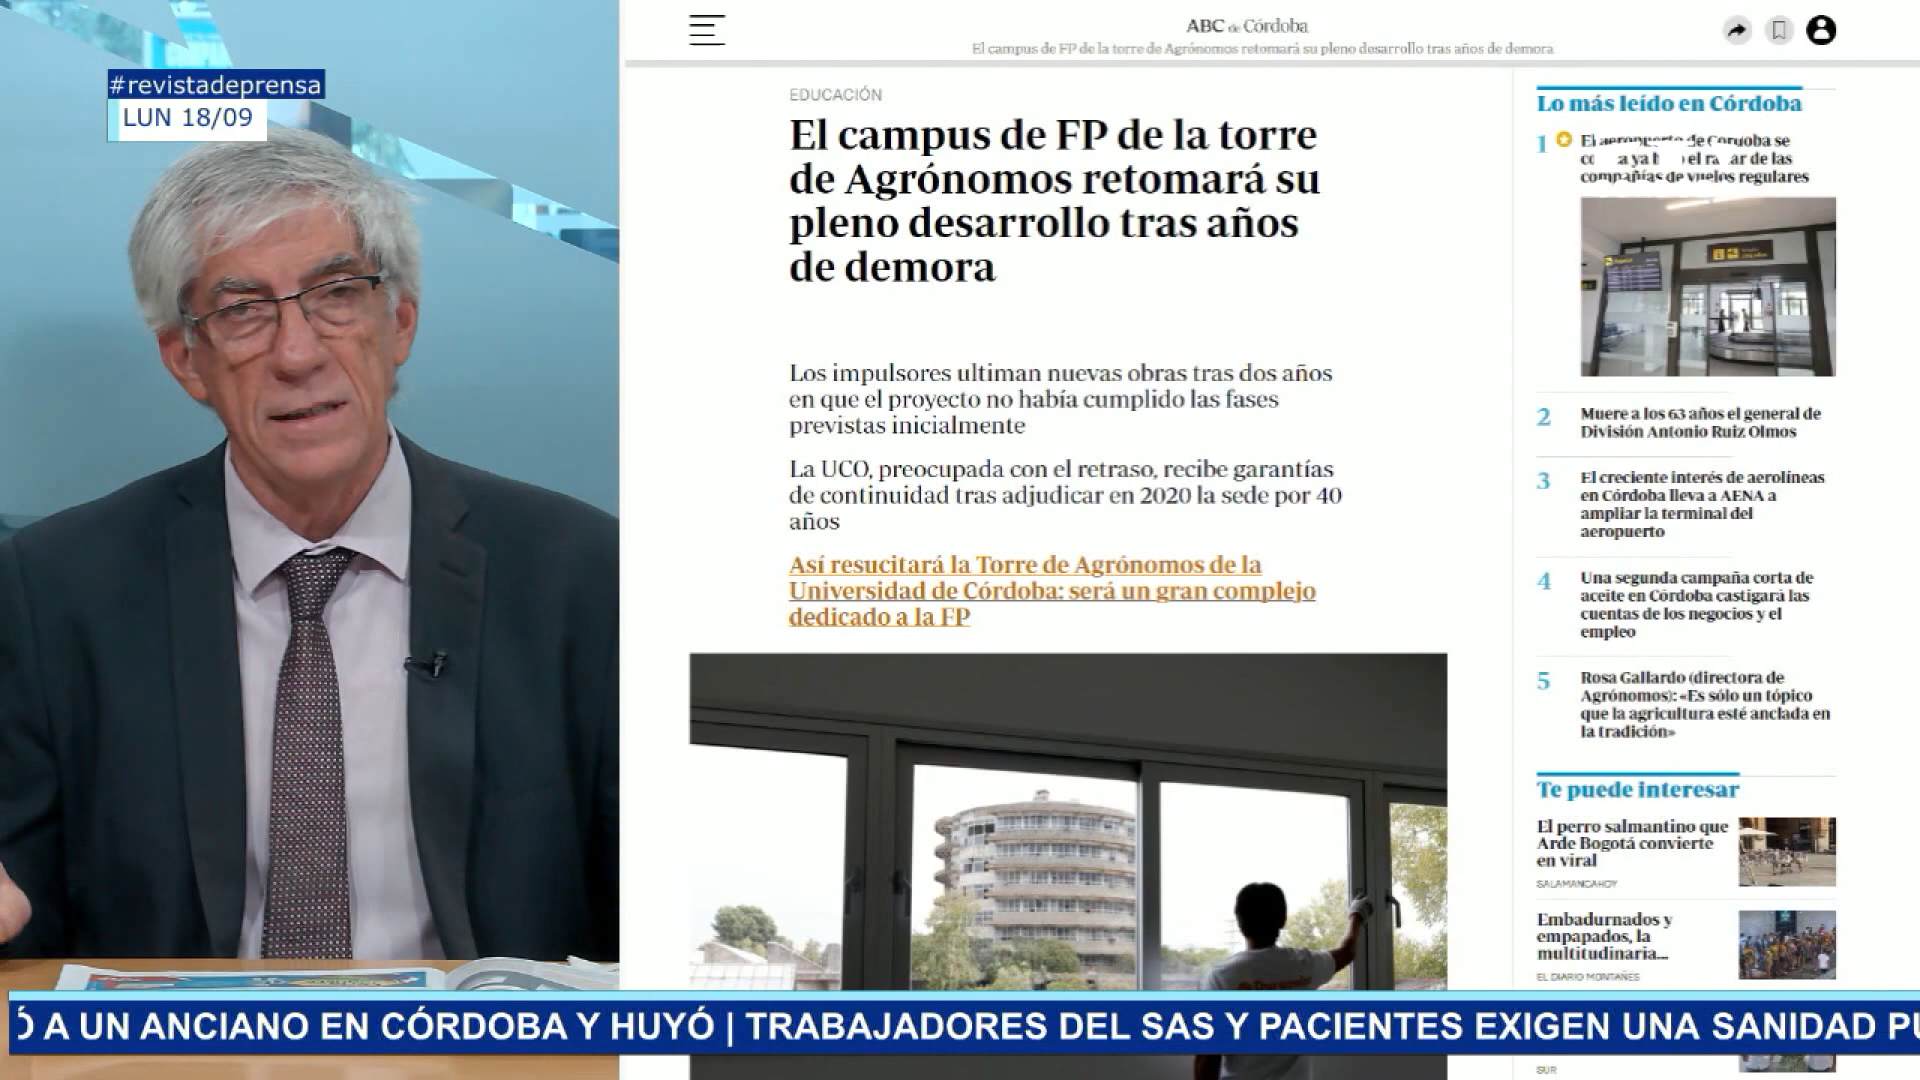 #revistadeprensa
LUN 18/09
ABC de Córdoba
El campus de FP de la torre de Agrónomos retomará su pleno desarrollo tras años de demora
EDUCACIÓN
El campus de FP de la torre
de Agrónomos retomará su
pleno desarrollo tras años
de demora
Los impulsores ultiman nuevas obras tras dos años
en que el proyecto no había cumplido las fases
previstas inicialmente
La UCO, preocupada con el retraso, recibe garantías
de continuidad tras adjudicar en 2020 la sede por 40
años
Así resucitará la Torre de Agrónomos de la
Universidad de Córdoba: será un gran complejo
dedicado a la FP
Lo más leído en Córdoba
1
El aeropuerto de Córdoba se
ya el de las
compañías de vuelos regulares
2
Muere a los 63 años el general de
División Antonio Ruiz Olmos
3
El creciente interés de aerolíneas
en Córdoba lleva a AENA a
ampliar la terminal del
aeropuerto
4
Una segunda campaña corta de
aceite en Córdoba castigará las
cuentas de los negocios y el
empleo
5
Rosa Gallardo (directora de
Agrónomos): «Es sólo un tópico
que la agricultura esté anclada en
la tradición»
Te puede interesar
El perro salmantino que
Arde Bogotá convierte
en viral
SALAMANCAHOY
Embadurnados y
empapados, la
multitudinaria...
EL DIARIO MONTAÑÉS
Ó A UN ANCIANO EN CÓRDOBA Y HUYÓ | TRABAJADORES DEL SAS Y PACIENTES EXIGEN UNA SANIDAD PÚ
SUR